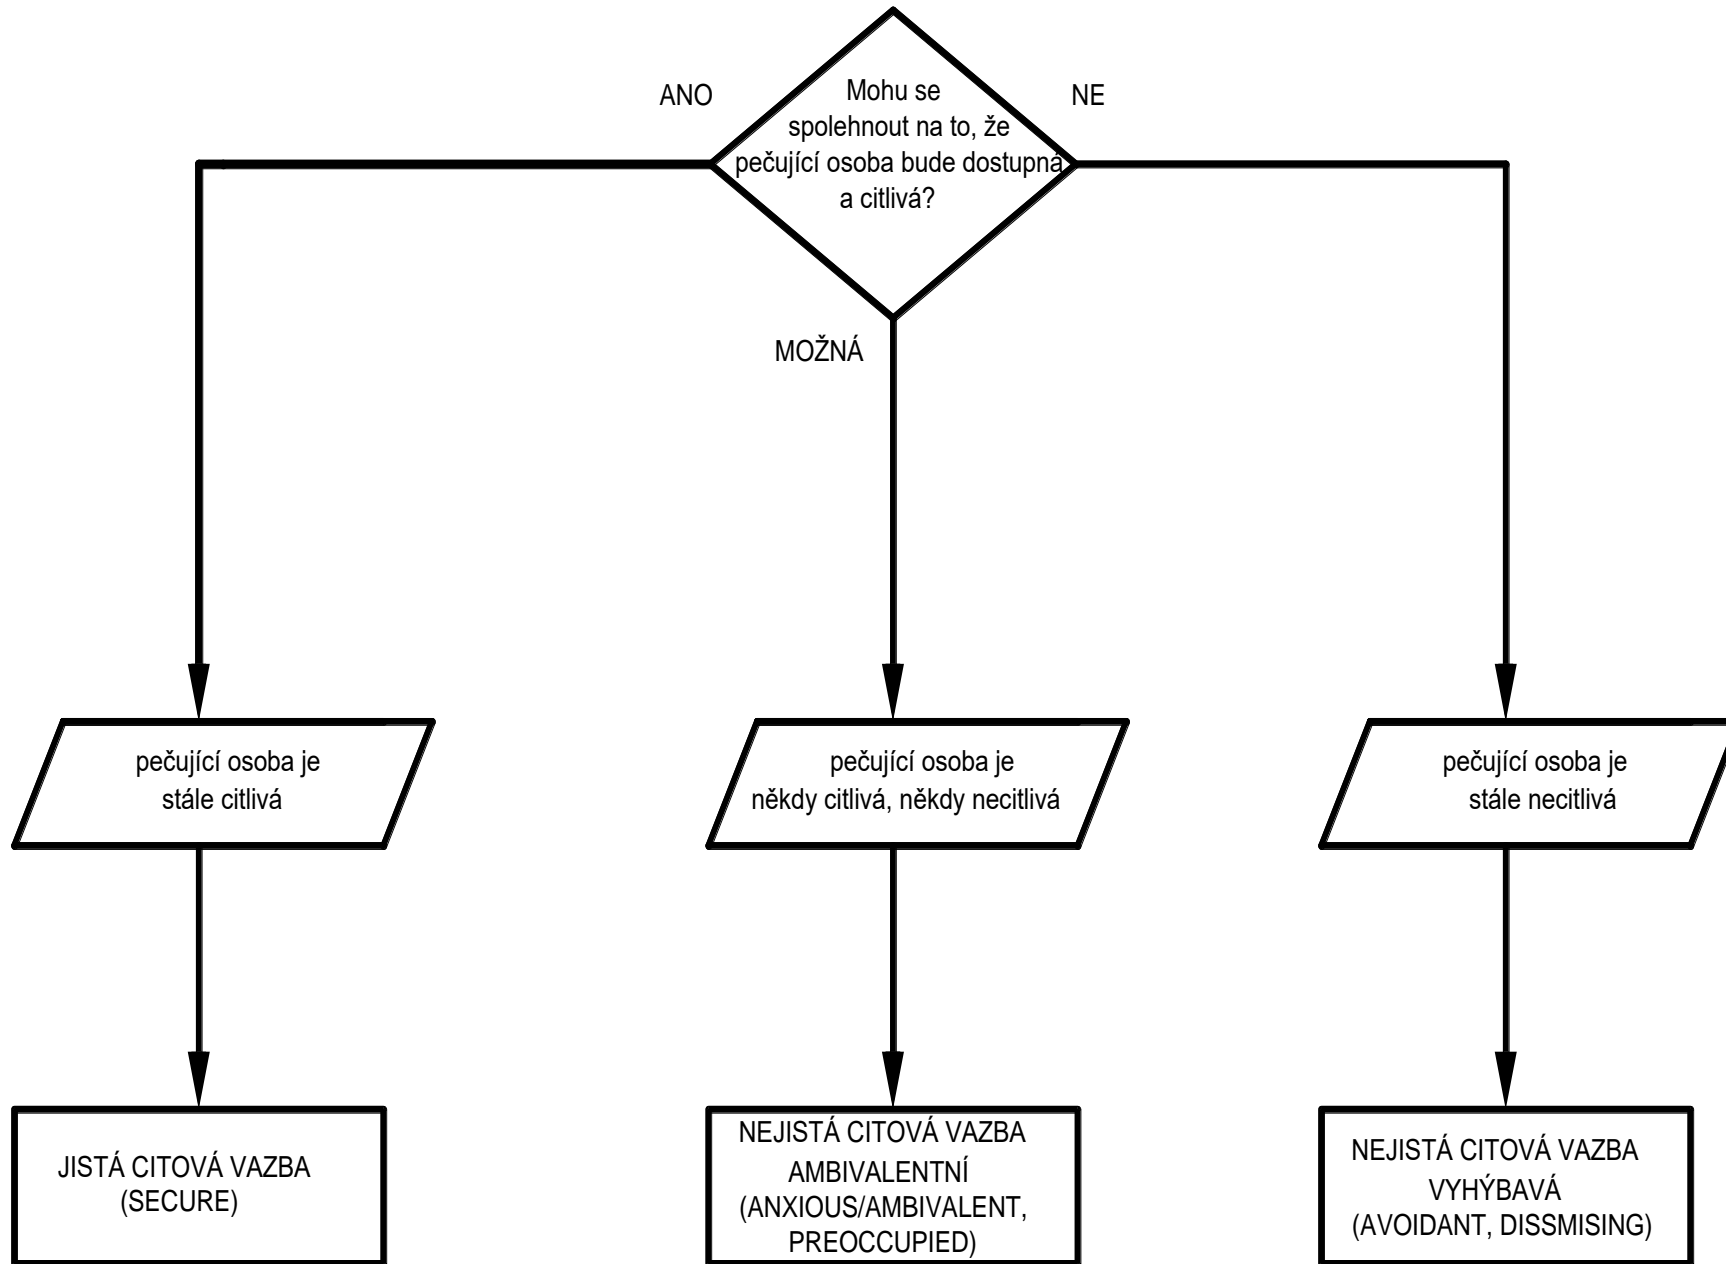 ANO
Mohu se
spolehnout na to, že
pečující osoba bude dostupná
a citlivá?
NE
MOŽNÁ
pečující osoba je
stále citlivá
pečující osoba je
někdy citlivá, někdy necitlivá
pečující osoba je
stále necitlivá
JISTÁ CITOVÁ VAZBA
(SECURE)
NEJISTÁ CITOVÁ VAZBA
AMBIVALENTNÍ
(ANXIOUS/AMBIVALENT,
PREOCCUPIED)
NEJISTÁ CITOVÁ VAZBA
VYHÝBAVÁ
(AVOIDANT, DISSMISING)